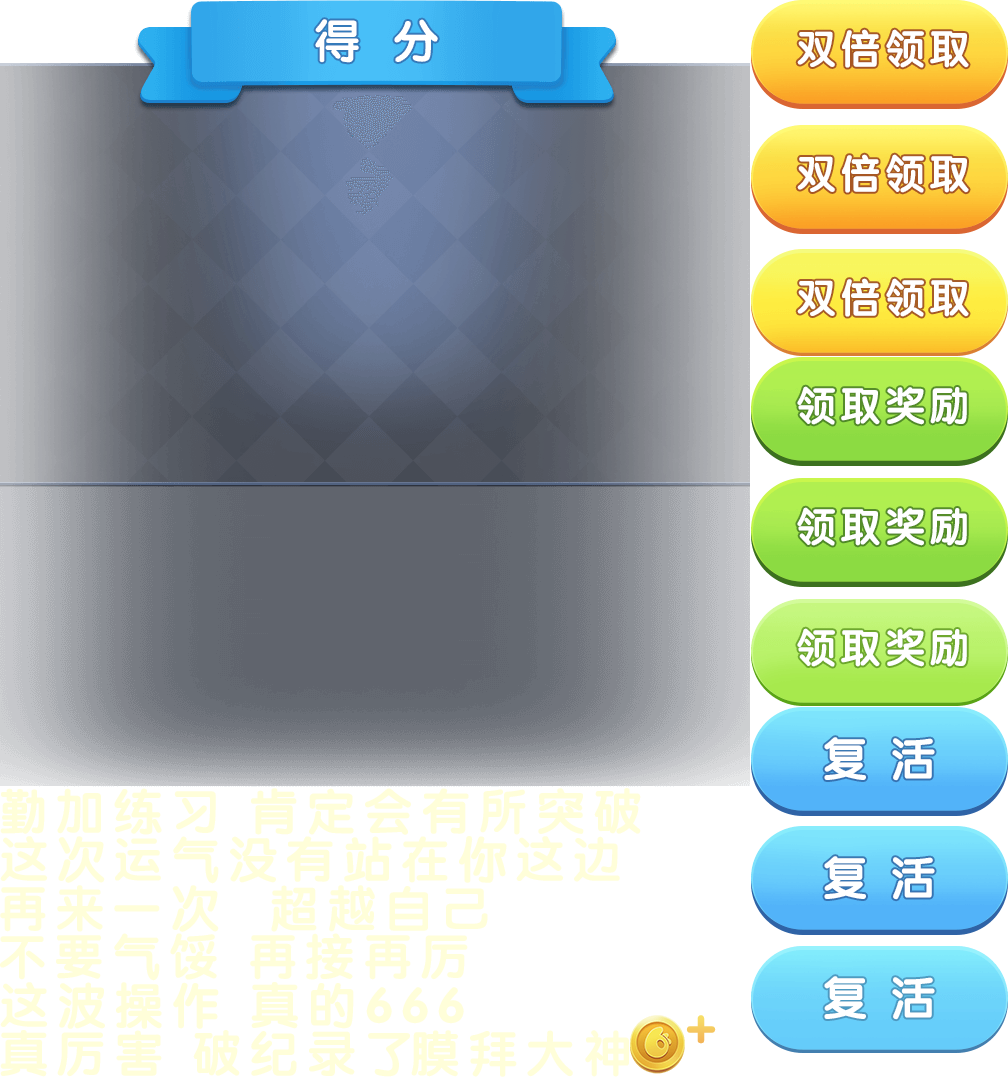 得 分
双倍领取
双倍领取
双倍领取
领取奖励
领取奖励
领取奖励
复 活
复 活
复 活
勤加练习 肯定会有所突破
这次运气没有站在你这边
再来一次 超越自己
不要气馁 再接再厉
这波操作 真的666
真厉害 破纪录了膜拜大神
6+